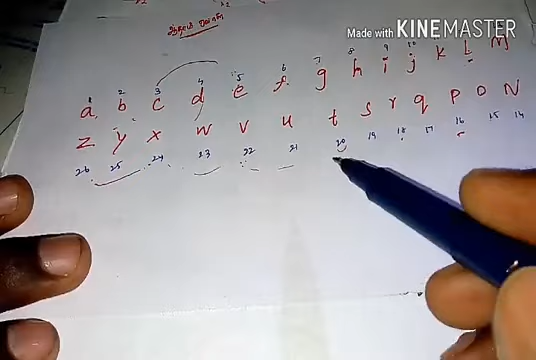 Made with KINEMASTER
1 2 3 4 5 6 7 8 9 10
a b c d e f g h i j k l M
z y x w v u t s r q p o N
26 25 24 23 22 21 20 19 18 17 16 15 14